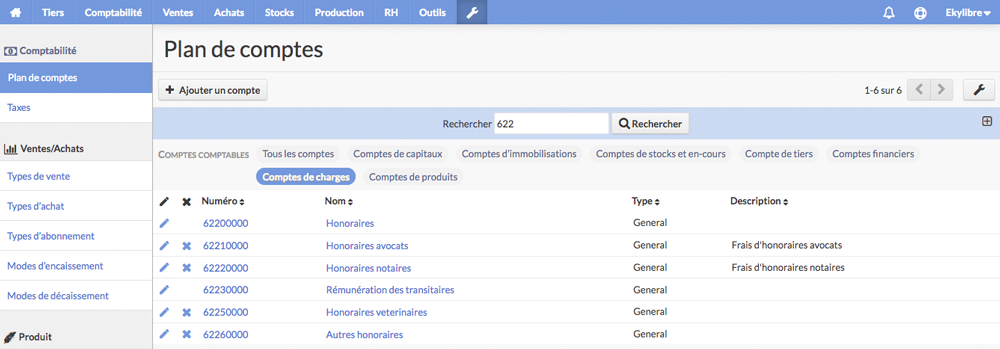 Tiers Comptabilité Ventes Achats Stocks Production RH Outils Ekylibre
Comptabilité
Plan de comptes
Taxes
Ventes/Achats
Types de vente
Types d'achat
Types d'abonnement
Modes d'encaissement
Modes de décaissement
Produit
Plan de comptes
Ajouter un compte 1-6 sur 6
Rechercher 622 Rechercher
COMPTES COMPTABLES Tous les comptes Comptes de capitaux Comptes d'immobilisations Comptes de stocks et en-cours Compte de tiers Comptes financiers
Comptes de charges Comptes de produits
Numéro Nom Type Description
62200000 Honoraires General
62210000 Honoraires avocats General Frais d'honoraires avocats
62220000 Honoraires notaires General Frais d'honoraires notaires
62230000 Rémunération des transitaires General
62250000 Honoraires veterinaires General
62260000 Autres honoraires General